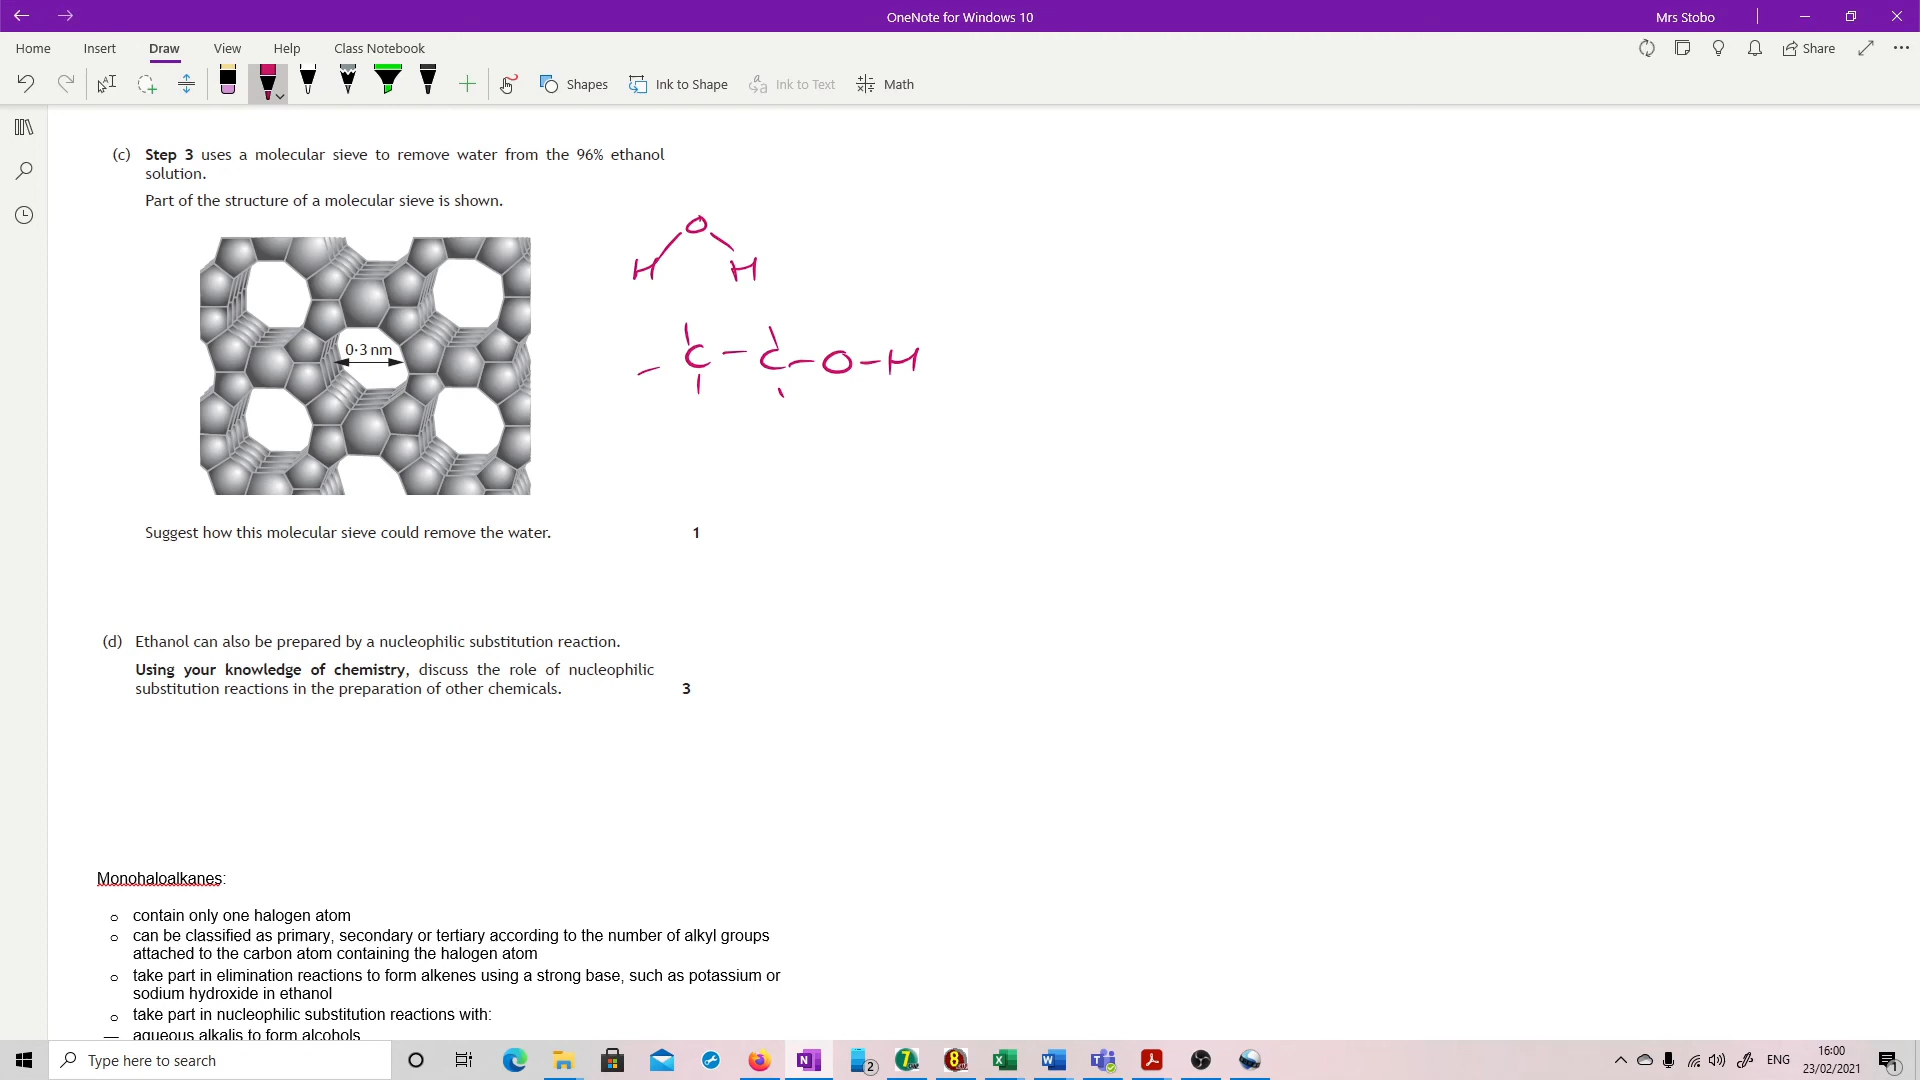 OneNote for Windows 10
Mrs Stobo
Home Insert Draw View Help Class Notebook
Share
Shapes Ink to Shape Ink to Text Math
(c) Step 3 uses a molecular sieve to remove water from the 96% ethanol
solution.
Part of the structure of a molecular sieve is shown.
O
H H
0·3 nm
C - C - O - H
Suggest how this molecular sieve could remove the water. 1
(d) Ethanol can also be prepared by a nucleophilic substitution reaction.
Using your knowledge of chemistry, discuss the role of nucleophilic
substitution reactions in the preparation of other chemicals. 3
Monohaloalkanes:
o contain only one halogen atom
o can be classified as primary, secondary or tertiary according to the number of alkyl groups
attached to the carbon atom containing the halogen atom
o take part in elimination reactions to form alkenes using a strong base, such as potassium or
sodium hydroxide in ethanol
o take part in nucleophilic substitution reactions with:
— aqueous alkalis to form alcohols
Type here to search
2
7
8
ENG
16:00
23/02/2021
1